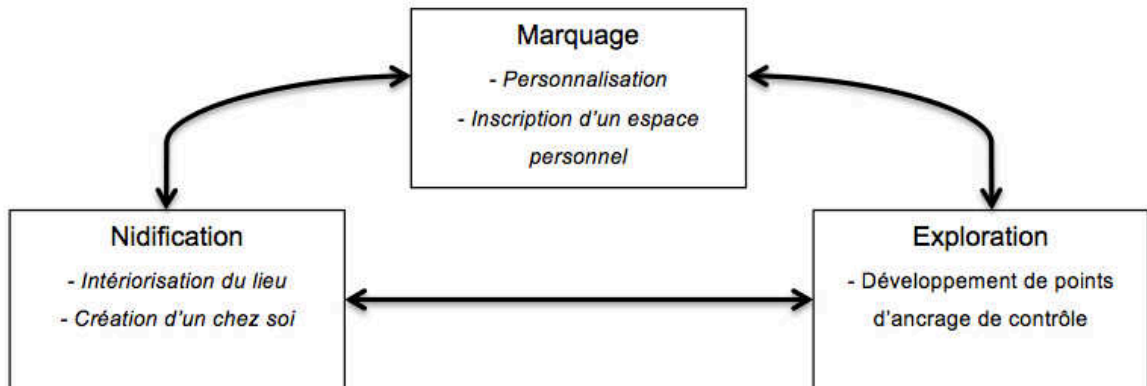 Marquage
- Personnalisation
- Inscription d'un espace
personnel
Nidification
- Intériorisation du lieu
- Création d'un chez soi
Exploration
- Développement de points
d'ancrage de contrôle